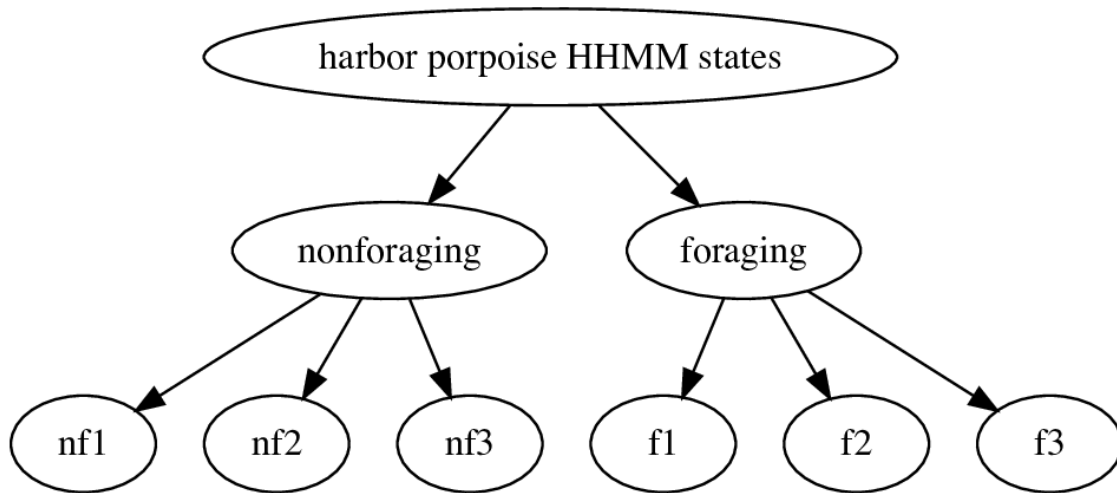 harbor porpoise HHMM states
nonforaging
foraging
nf1
nf2
nf3
f1
f2
f3